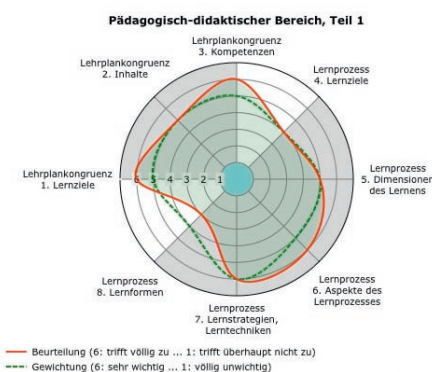 Pädagogisch-didaktischer Bereich, Teil 1
Lehrplankongruenz
3. Kompetenzen
Lehrplankongruenz
2. Inhalte
Lernprozess
4. Lernziele
Lehrplankongruenz
1. Lernziele
6 5 4 3 2 1
Lernprozess
5. Dimensionen
des Lernens
Lernprozess
8. Lernformen
Lernprozess
6. Aspekte des
Lernprozesses
Lernprozess
7. Lernstrategien,
Lerntechniken
Beurteilung (6: trifft völlig zu ... 1: trifft überhaupt nicht zu)
Gewichtung (6: sehr wichtig ... 1: völlig unwichtig)